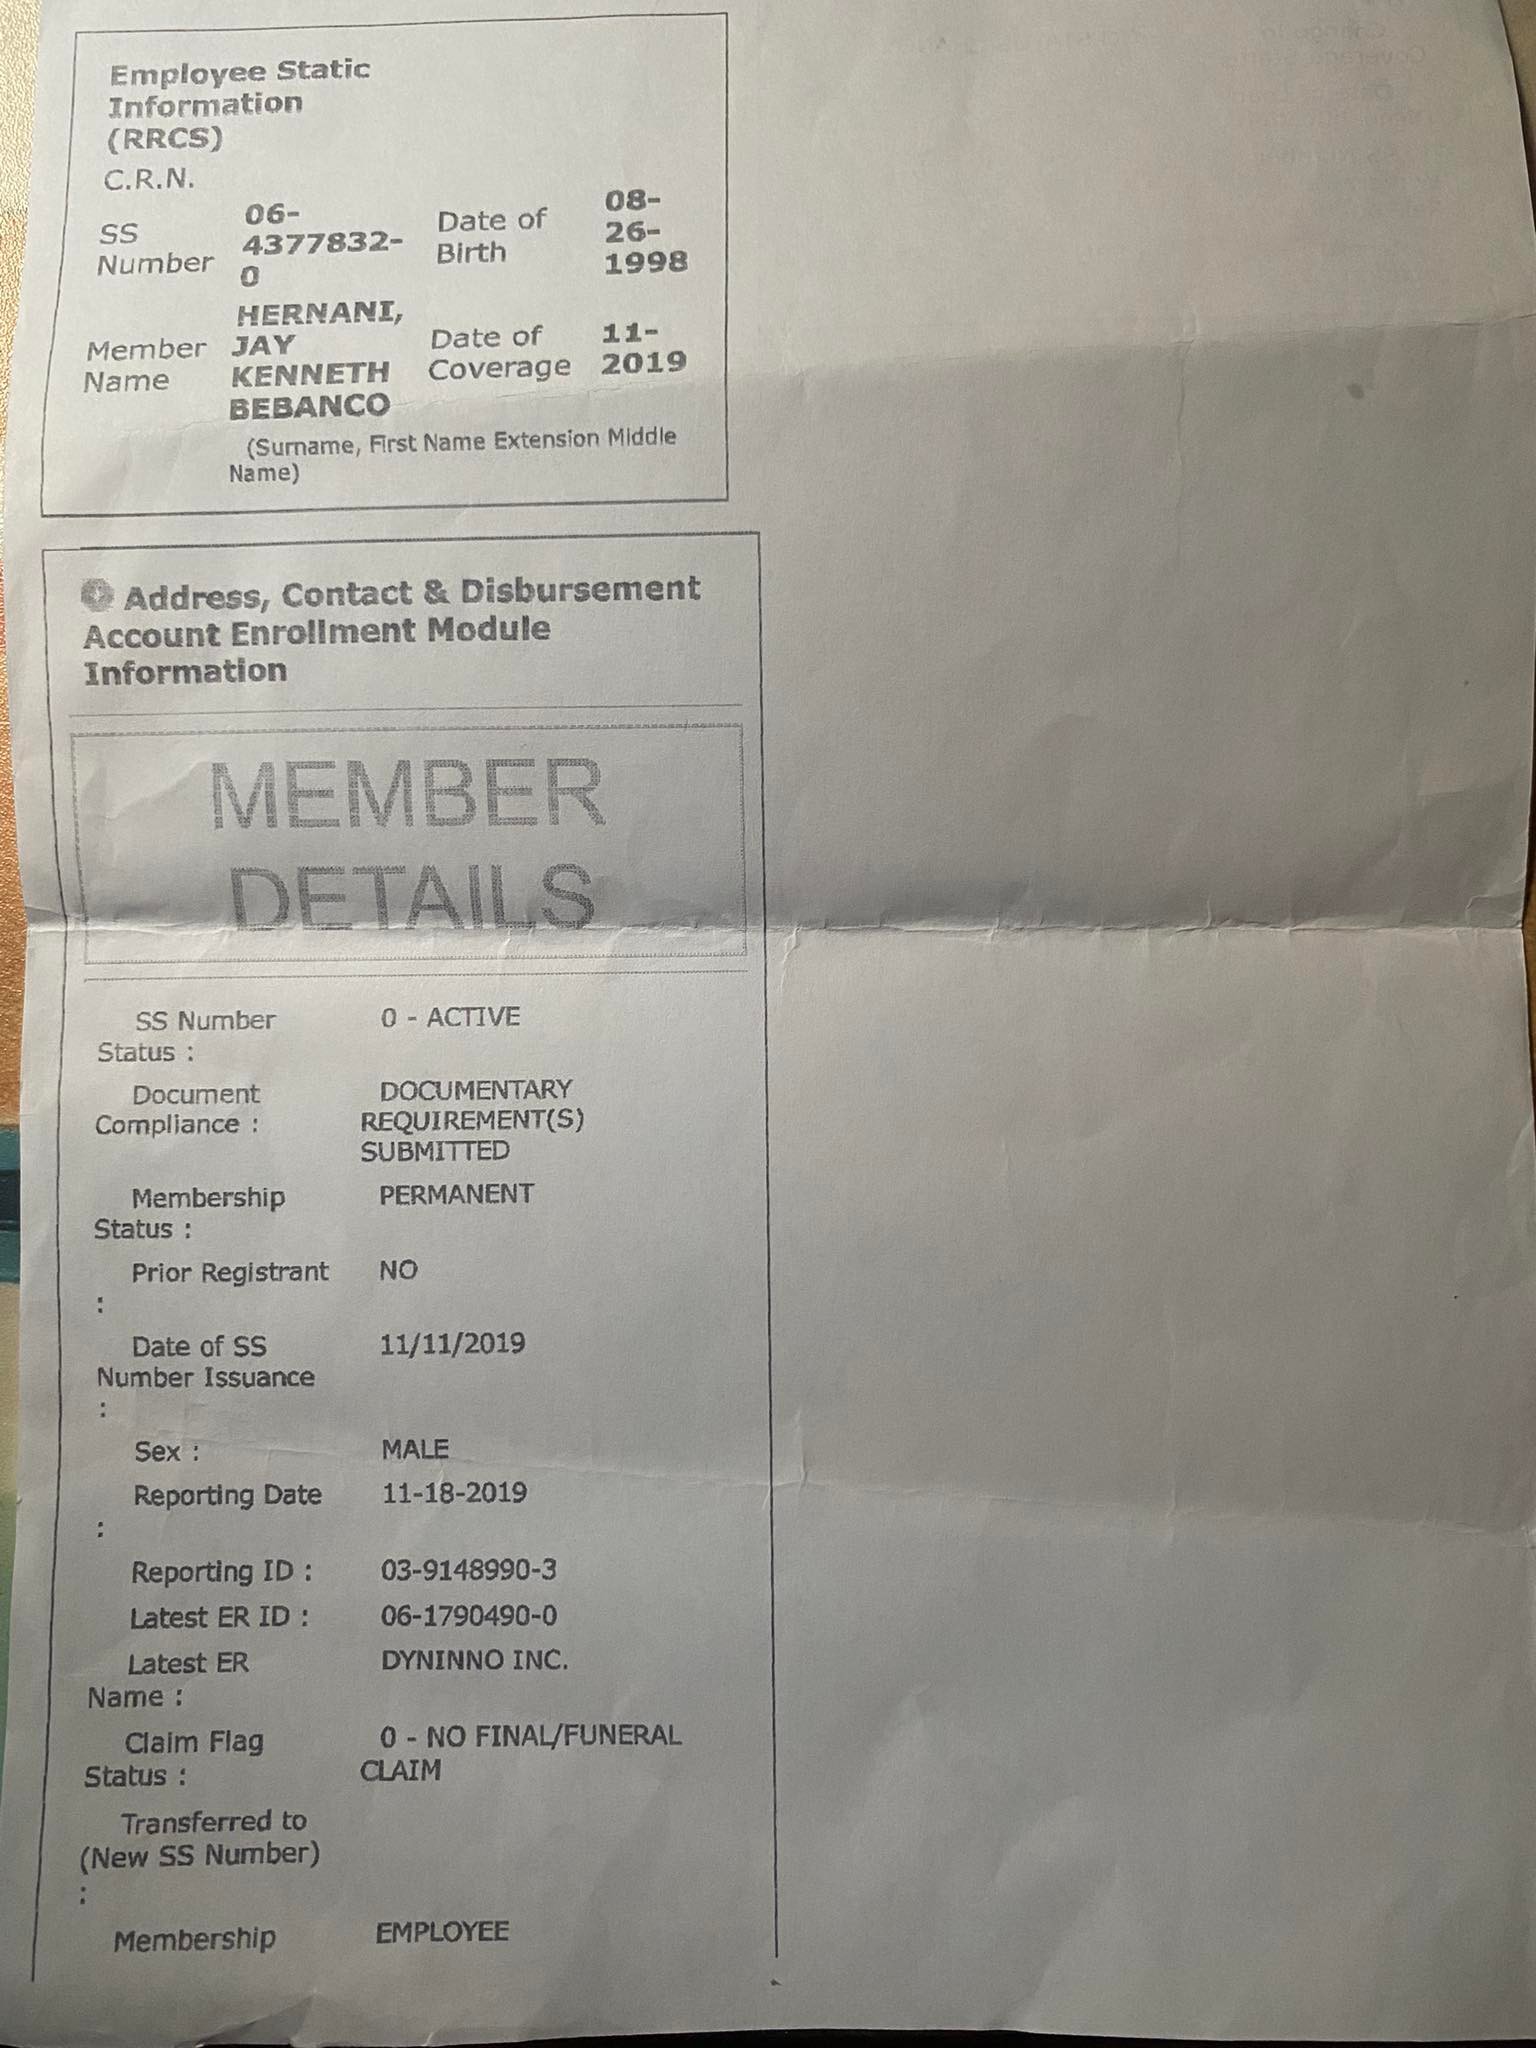 Employee Static
Information
(RRCS)
C.R.N.
SS Number 06-4377832-0 Date of Birth 08-26-1998
Member Name HERNANI, JAY KENNETH BEBANCO Date of Coverage 11-2019
(Surname, First Name Extension Middle
Name)
Address, Contact & Disbursement
Account Enrollment Module
Information
MEMBER
DETAILS
SS Number 0 - ACTIVE
Status :
Document DOCUMENTARY
Compliance : REQUIREMENT(S)
SUBMITTED
Membership PERMANENT
Status :
Prior Registrant NO
:
Date of SS 11/11/2019
Number Issuance
:
Sex : MALE
Reporting Date 11-18-2019
:
Reporting ID : 03-9148990-3
Latest ER ID : 06-1790490-0
Latest ER DYNINNO INC.
Name :
Claim Flag 0 - NO FINAL/FUNERAL
Status : CLAIM
Transferred to
(New SS Number)
:
Membership EMPLOYEE